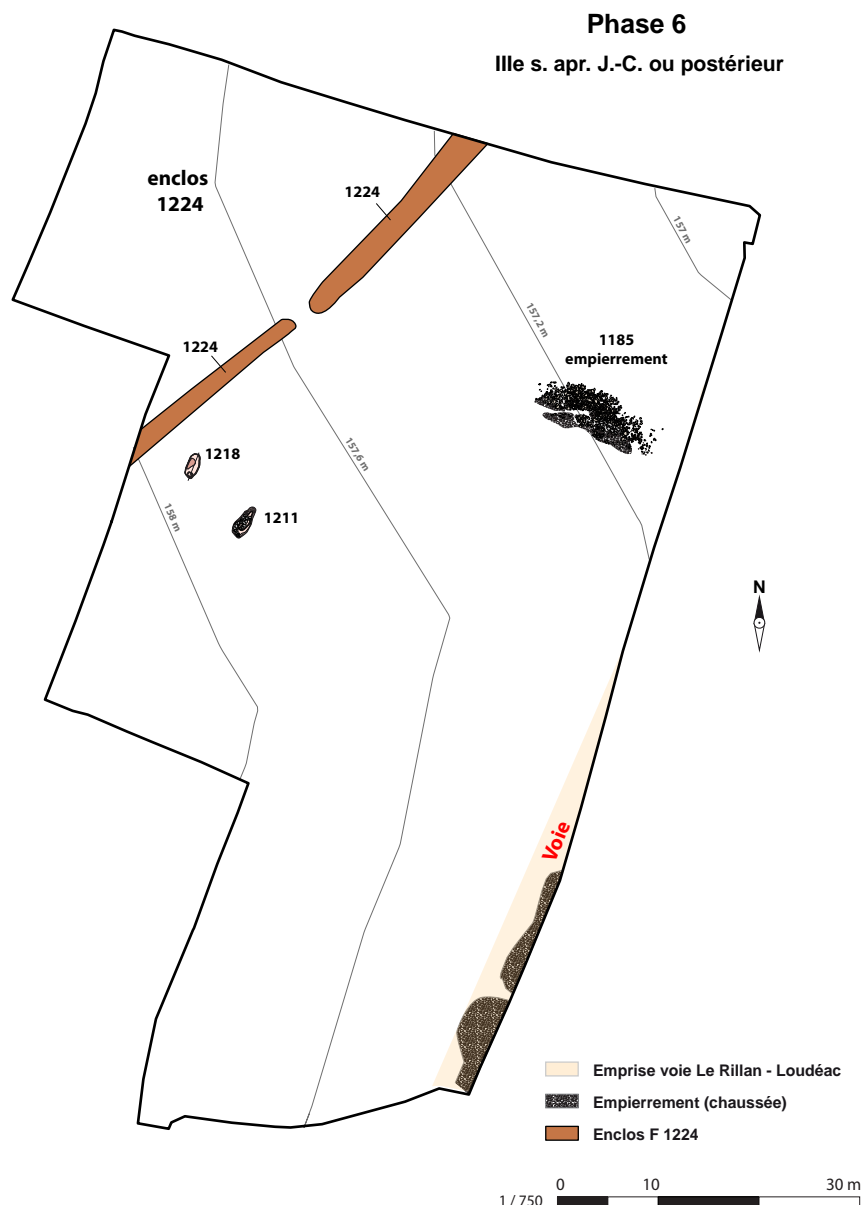 Phase 6
IIIe s. apr. J.-C. ou postérieur
enclos
1224
1224
157 m
157,2 m
1185
empierrement
1224
1218
157,6 m
158 m
1211
N
Voie
Emprise voie Le Rillan - Loudéac
Empierrement (chaussée)
Enclos F 1224
0 10 30 m
1 / 750